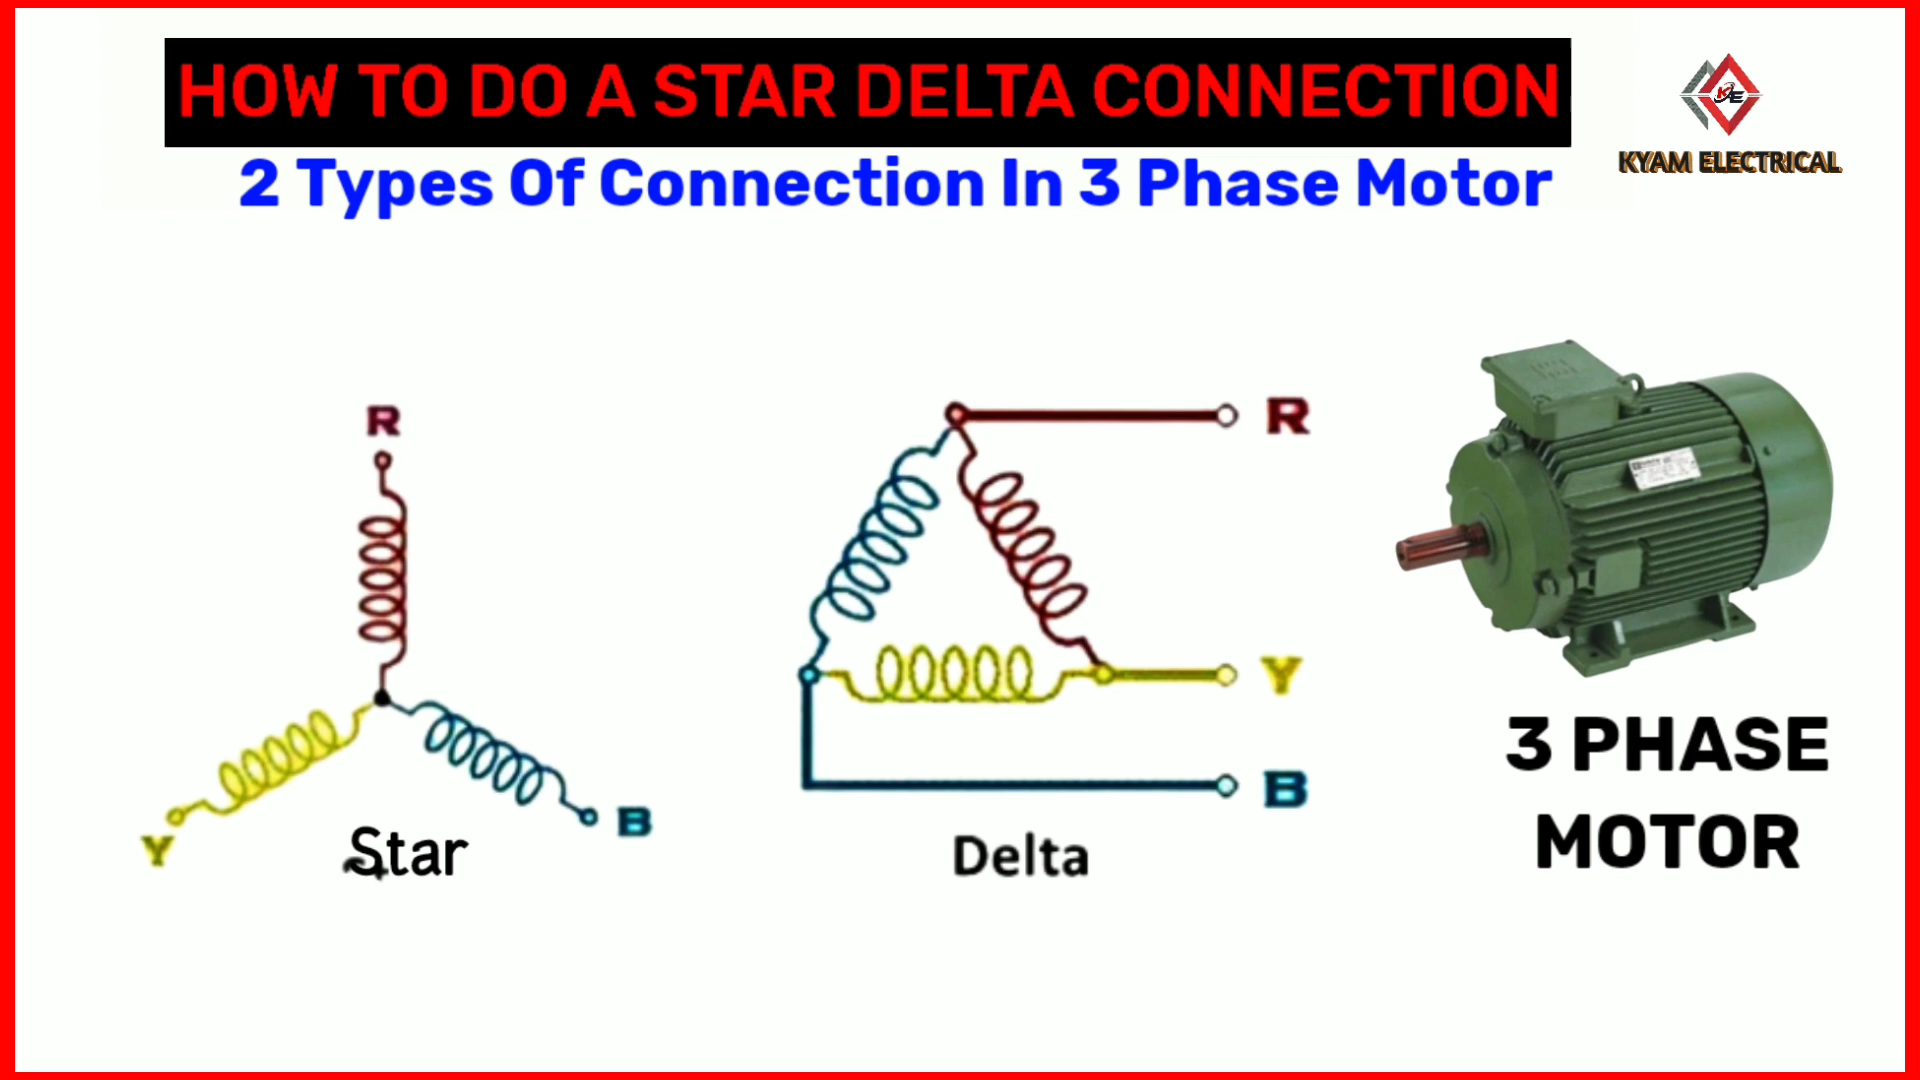 HOW TO DO A STAR DELTA CONNECTION
2 Types Of Connection In 3 Phase Motor
KYAM ELECTRICAL
R
Y
B
Star
R
Y
B
Delta
3 PHASE
MOTOR